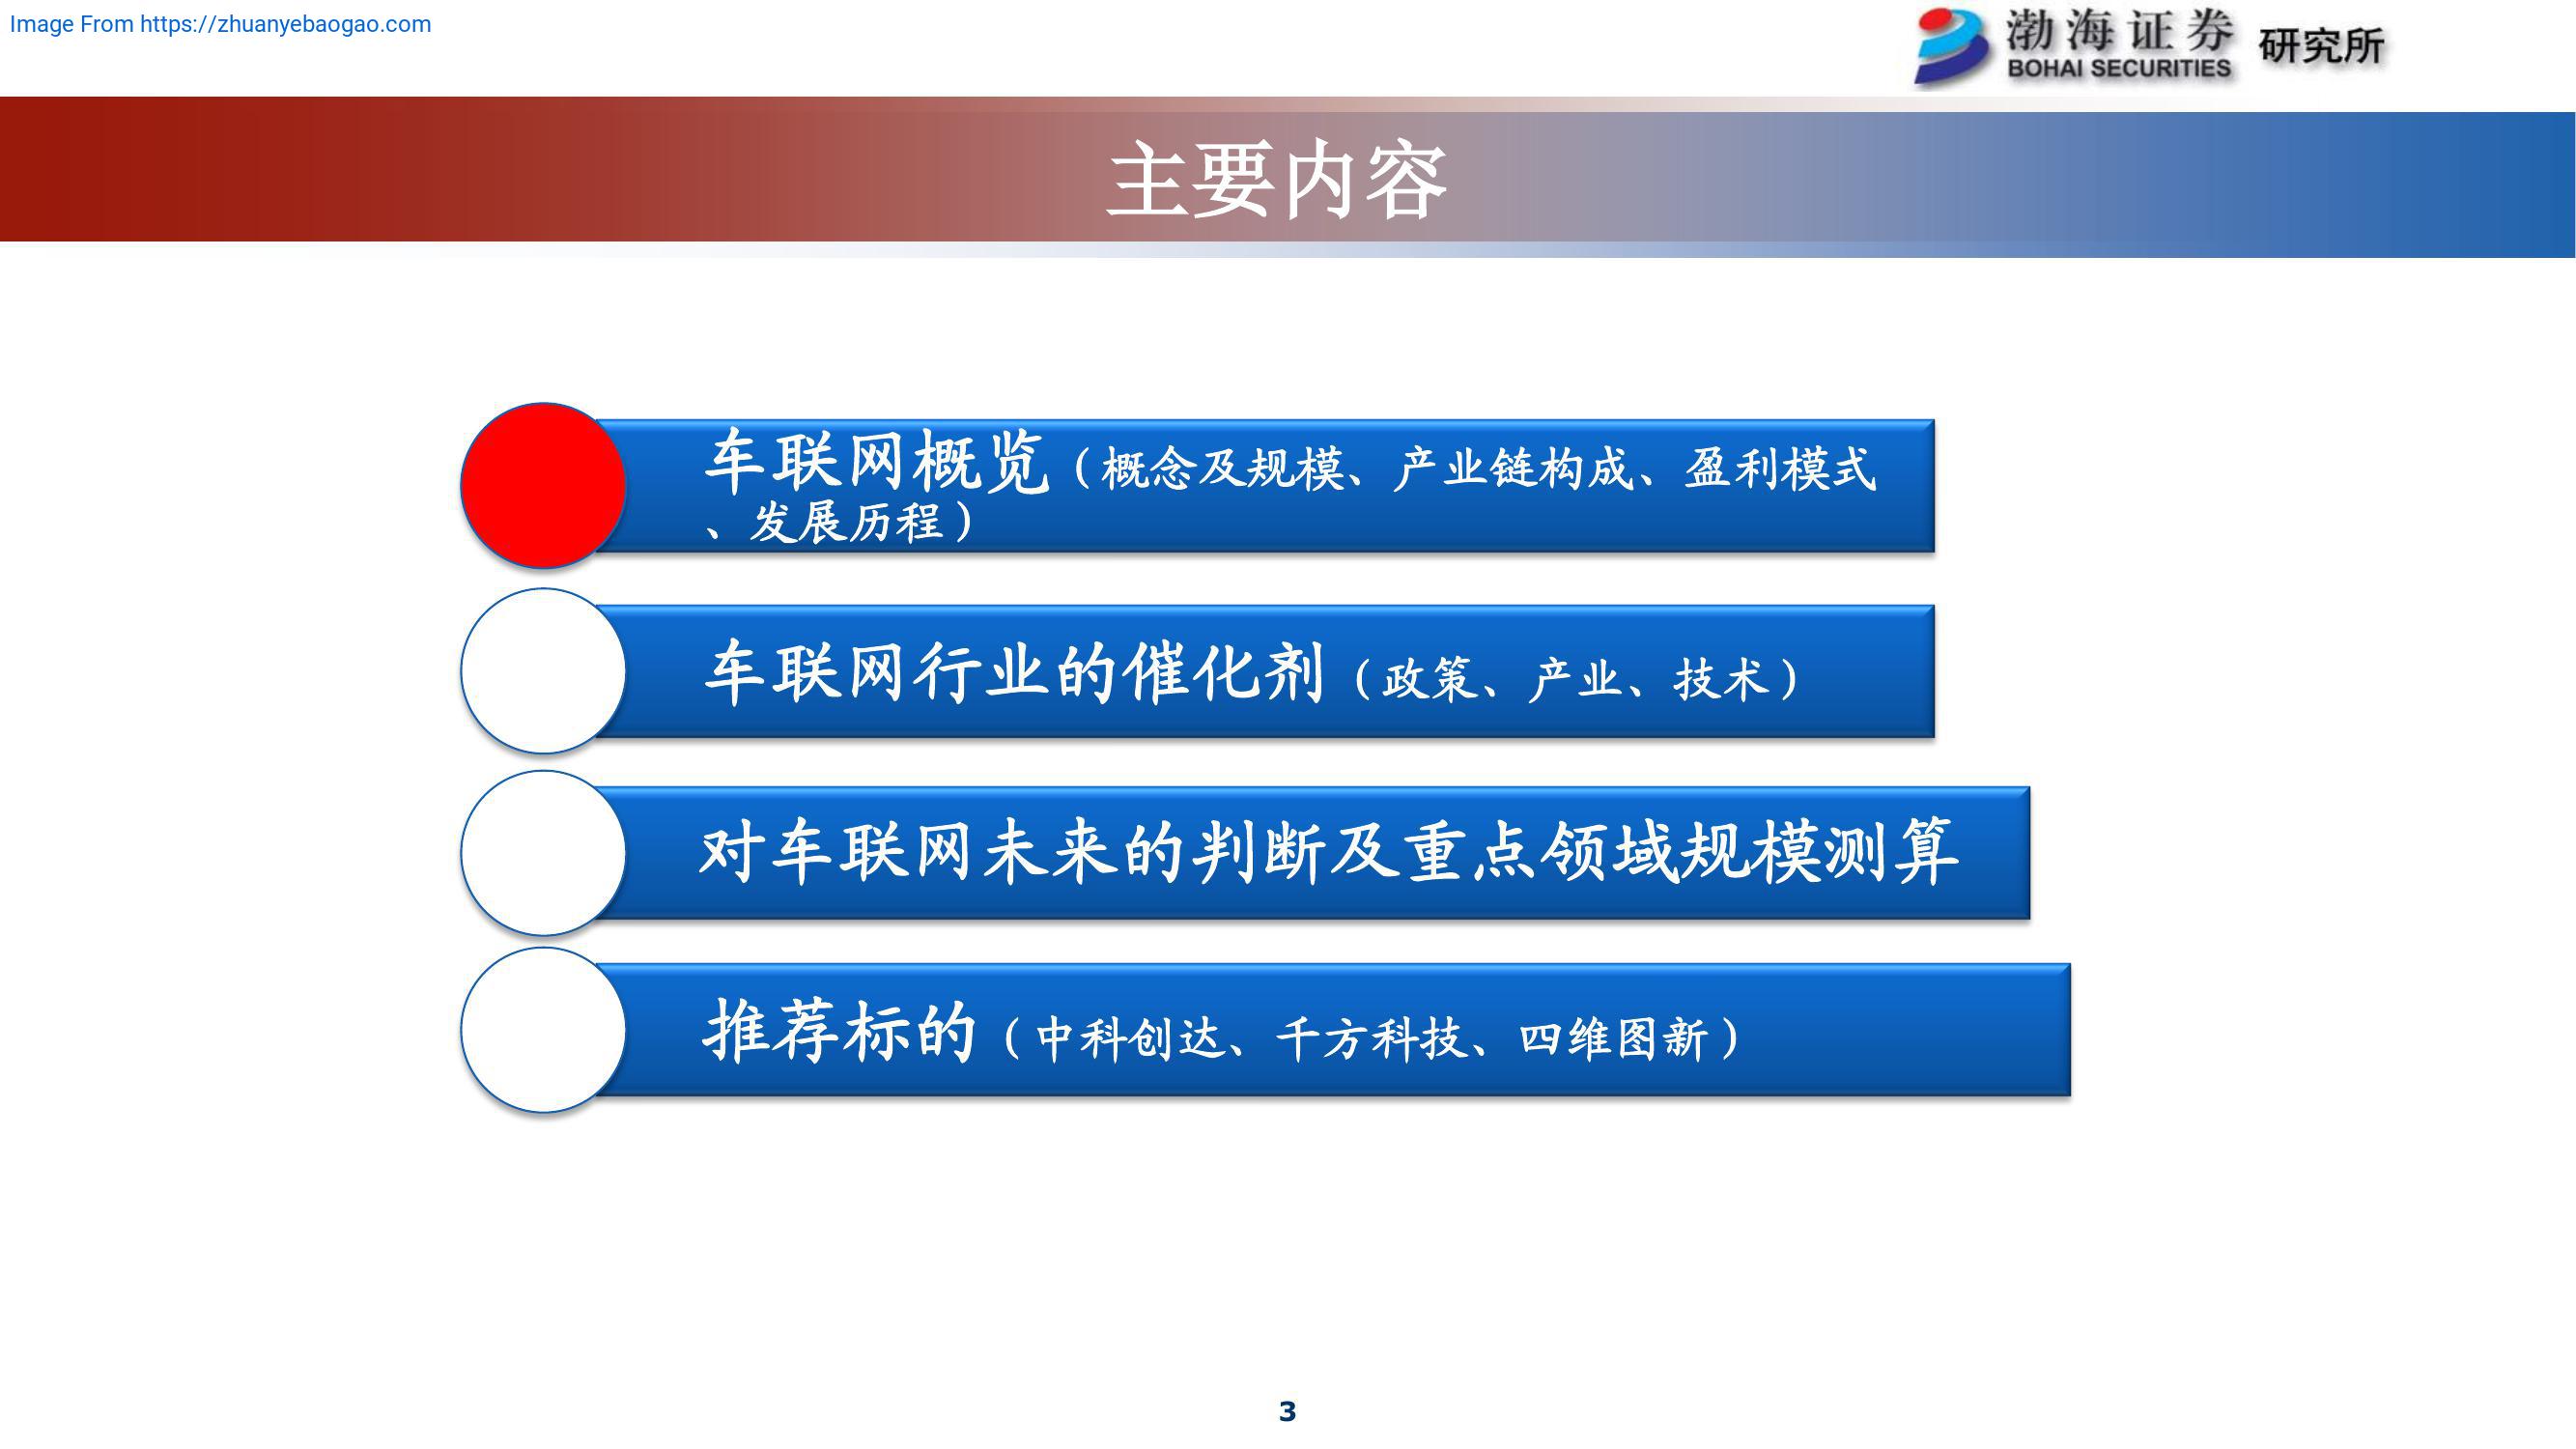 Image From https://zhuanyebaogao.com
渤海证券 研究所
BOHAI SECURITIES
主要内容
车联网概览（概念及规模、产业链构成、盈利模式
、发展历程）
车联网行业的催化剂（政策、产业、技术）
对车联网未来的判断及重点领域规模测算
推荐标的（中科创达、千方科技、四维图新）
3